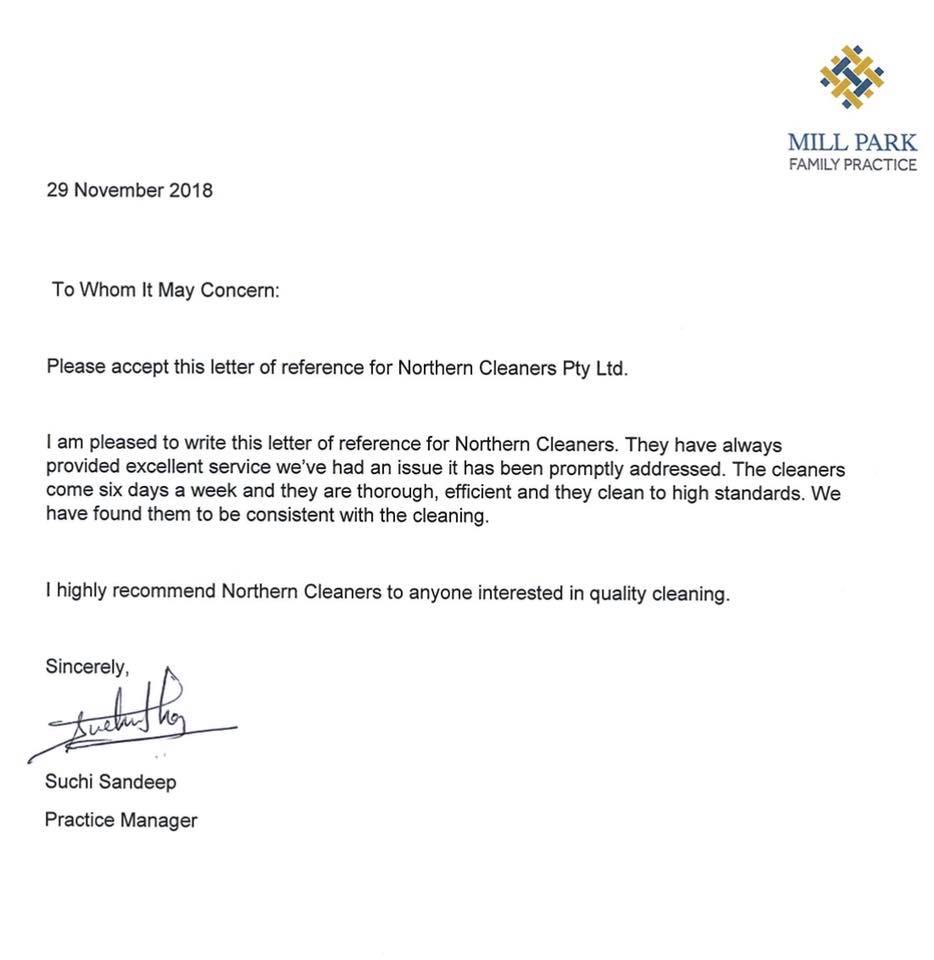 MILL PARK
FAMILY PRACTICE
29 November 2018
To Whom It May Concern:
Please accept this letter of reference for Northern Cleaners Pty Ltd.
I am pleased to write this letter of reference for Northern Cleaners. They have always
provided excellent service we've had an issue it has been promptly addressed. The cleaners
come six days a week and they are thorough, efficient and they clean to high standards. We
have found them to be consistent with the cleaning.
I highly recommend Northern Cleaners to anyone interested in quality cleaning.
Sincerely,
Suchi Sandeep
Practice Manager